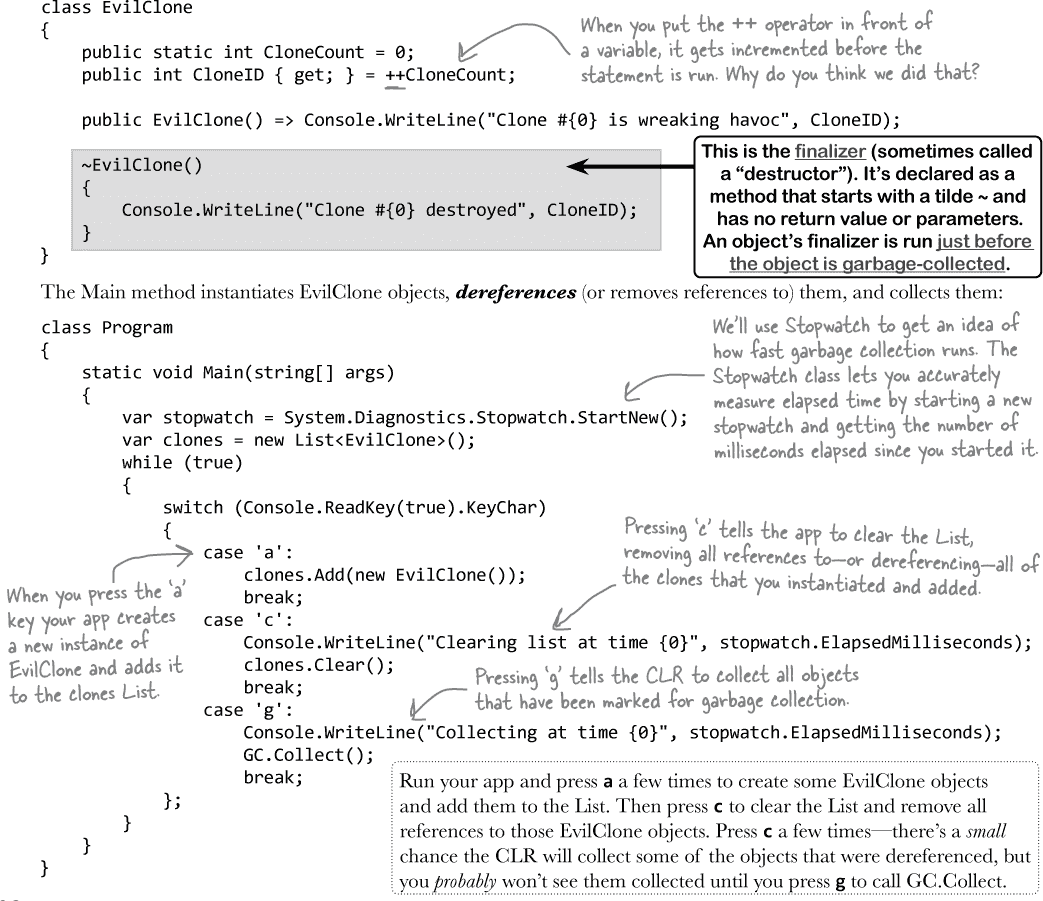 class EvilClone
{
public static int CloneCount = 0;
public int CloneID { get; } = ++CloneCount;
When you put the ++ operator in front of
a variable, it gets incremented before the
statement is run. Why do you think we did that?
public EvilClone() => Console.WriteLine("Clone #{0} is wreaking havoc", CloneID);
~EvilClone()
{
Console.WriteLine("Clone #{0} destroyed", CloneID);
}
}
This is the finalizer (sometimes called
a “destructor”). It’s declared as a
method that starts with a tilde ~ and
has no return value or parameters.
An object’s finalizer is run just before
the object is garbage-collected.
The Main method instantiates EvilClone objects, dereferences (or removes references to) them, and collects them:
class Program
{
static void Main(string[] args)
{
var stopwatch = System.Diagnostics.Stopwatch.StartNew();
var clones = new List<EvilClone>();
while (true)
{
We’ll use Stopwatch to get an idea of
how fast garbage collection runs. The
Stopwatch class lets you accurately
measure elapsed time by starting a new
stopwatch and getting the number of
milliseconds elapsed since you started it.
switch (Console.ReadKey(true).KeyChar)
{
case 'a':
clones.Add(new EvilClone());
break;
When you press the ‘a’
key your app creates
a new instance of
EvilClone and adds it
to the clones List.
Pressing ‘c’ tells the app to clear the List,
removing all references to—or dereferencing—all of
the clones that you instantiated and added.
case 'c':
Console.WriteLine("Clearing list at time {0}", stopwatch.ElapsedMilliseconds);
clones.Clear();
break;
Pressing ‘g’ tells the CLR to collect all objects
that have been marked for garbage collection.
case 'g':
Console.WriteLine("Collecting at time {0}", stopwatch.ElapsedMilliseconds);
GC.Collect();
break;
};
}
}
}
Run your app and press a a few times to create some EvilClone objects
and add them to the List. Then press c to clear the List and remove all
references to those EvilClone objects. Press c a few times—there’s a small
chance the CLR will collect some of the objects that were dereferenced, but
you probably won’t see them collected until you press g to call GC.Collect.